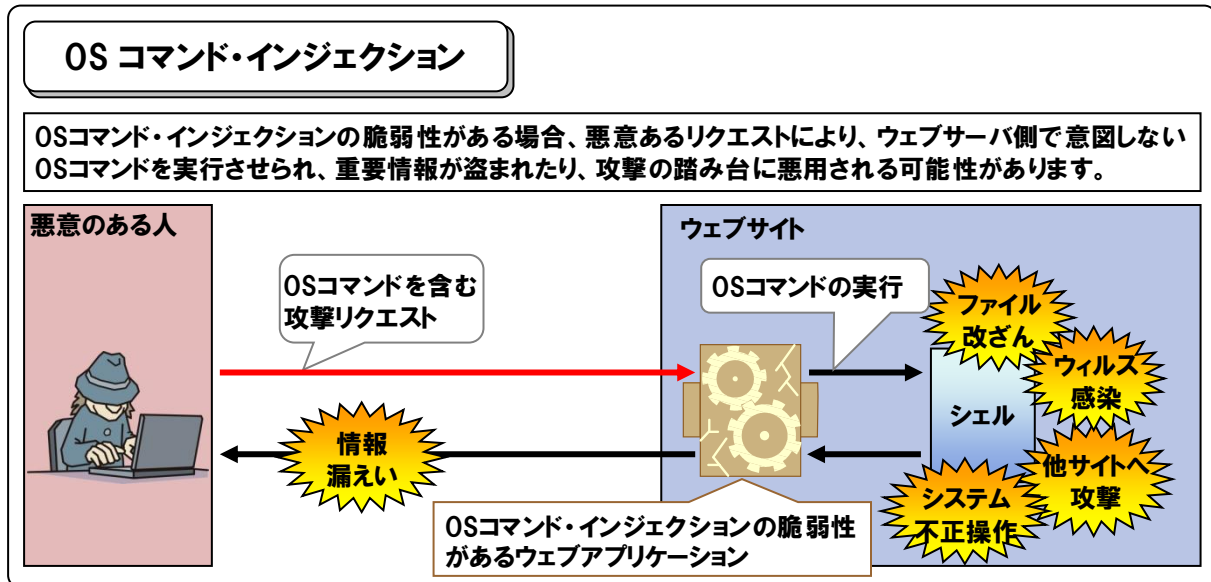 OS コマンド・インジェクション
OSコマンド・インジェクションの脆弱性がある場合、悪意あるリクエストにより、ウェブサーバ側で意図しない
OSコマンドを実行させられ、重要情報が盗まれたり、攻撃の踏み台に悪用される可能性があります。
悪意のある人
ウェブサイト
OSコマンドを含む
攻撃リクエスト
OSコマンドの実行
ファイル
改ざん
ウィルス
感染
シェル
情報
漏えい
他サイトへ
攻撃
システム
不正操作
OSコマンド・インジェクションの脆弱性
があるウェブアプリケーション